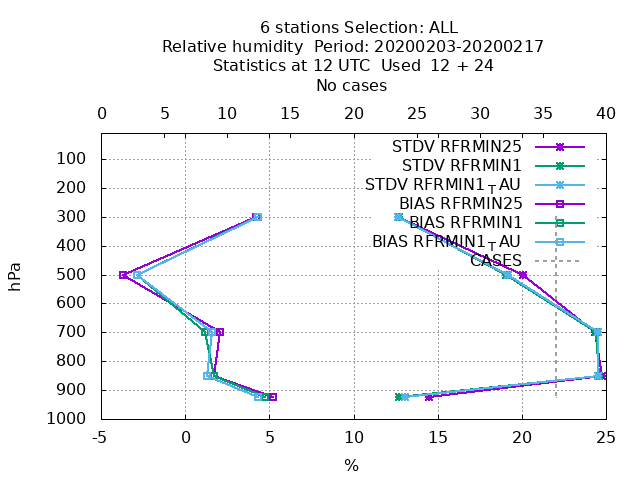 6 stations Selection: ALL
Relative humidity  Period: 20200203-20200217
Statistics at 12 UTC  Used  12 + 24
No cases
0 5 10 14 20 25 30 36 40
STDV RFRMIN25
STDV RFRMIN1
STDV RFRMIN1_TAU
BIAS RFRMIN25
BIAS RFRMIN1
BIAS RFRMIN1_TAU
CASES
100
200
300
400
500
600
700
800
900
1000
hPa
-5 0 5 10 15 20 25
%